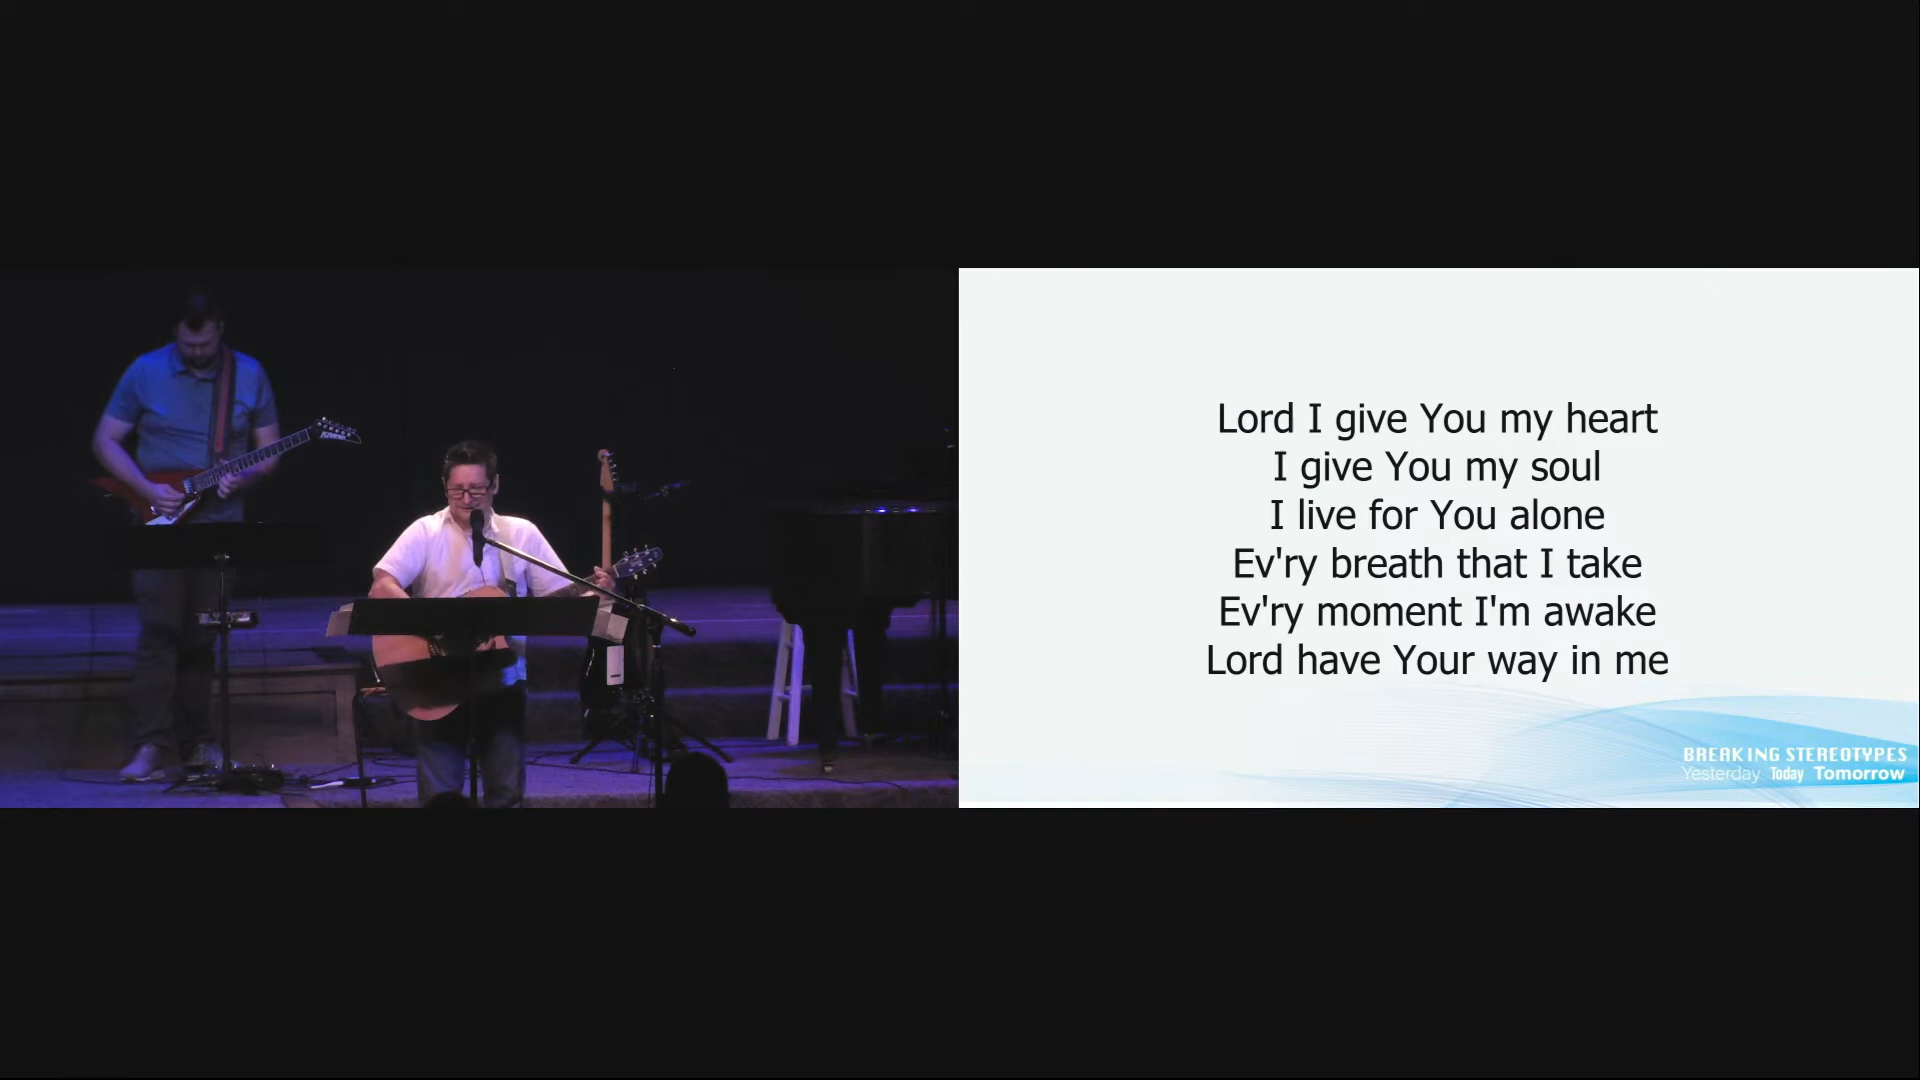 Lord I give You my heart
I give You my soul
I live for You alone
Ev'ry breath that I take
Ev'ry moment I'm awake
Lord have Your way in me
BREAKING STEREOTYPES
Yesterday Today Tomorrow